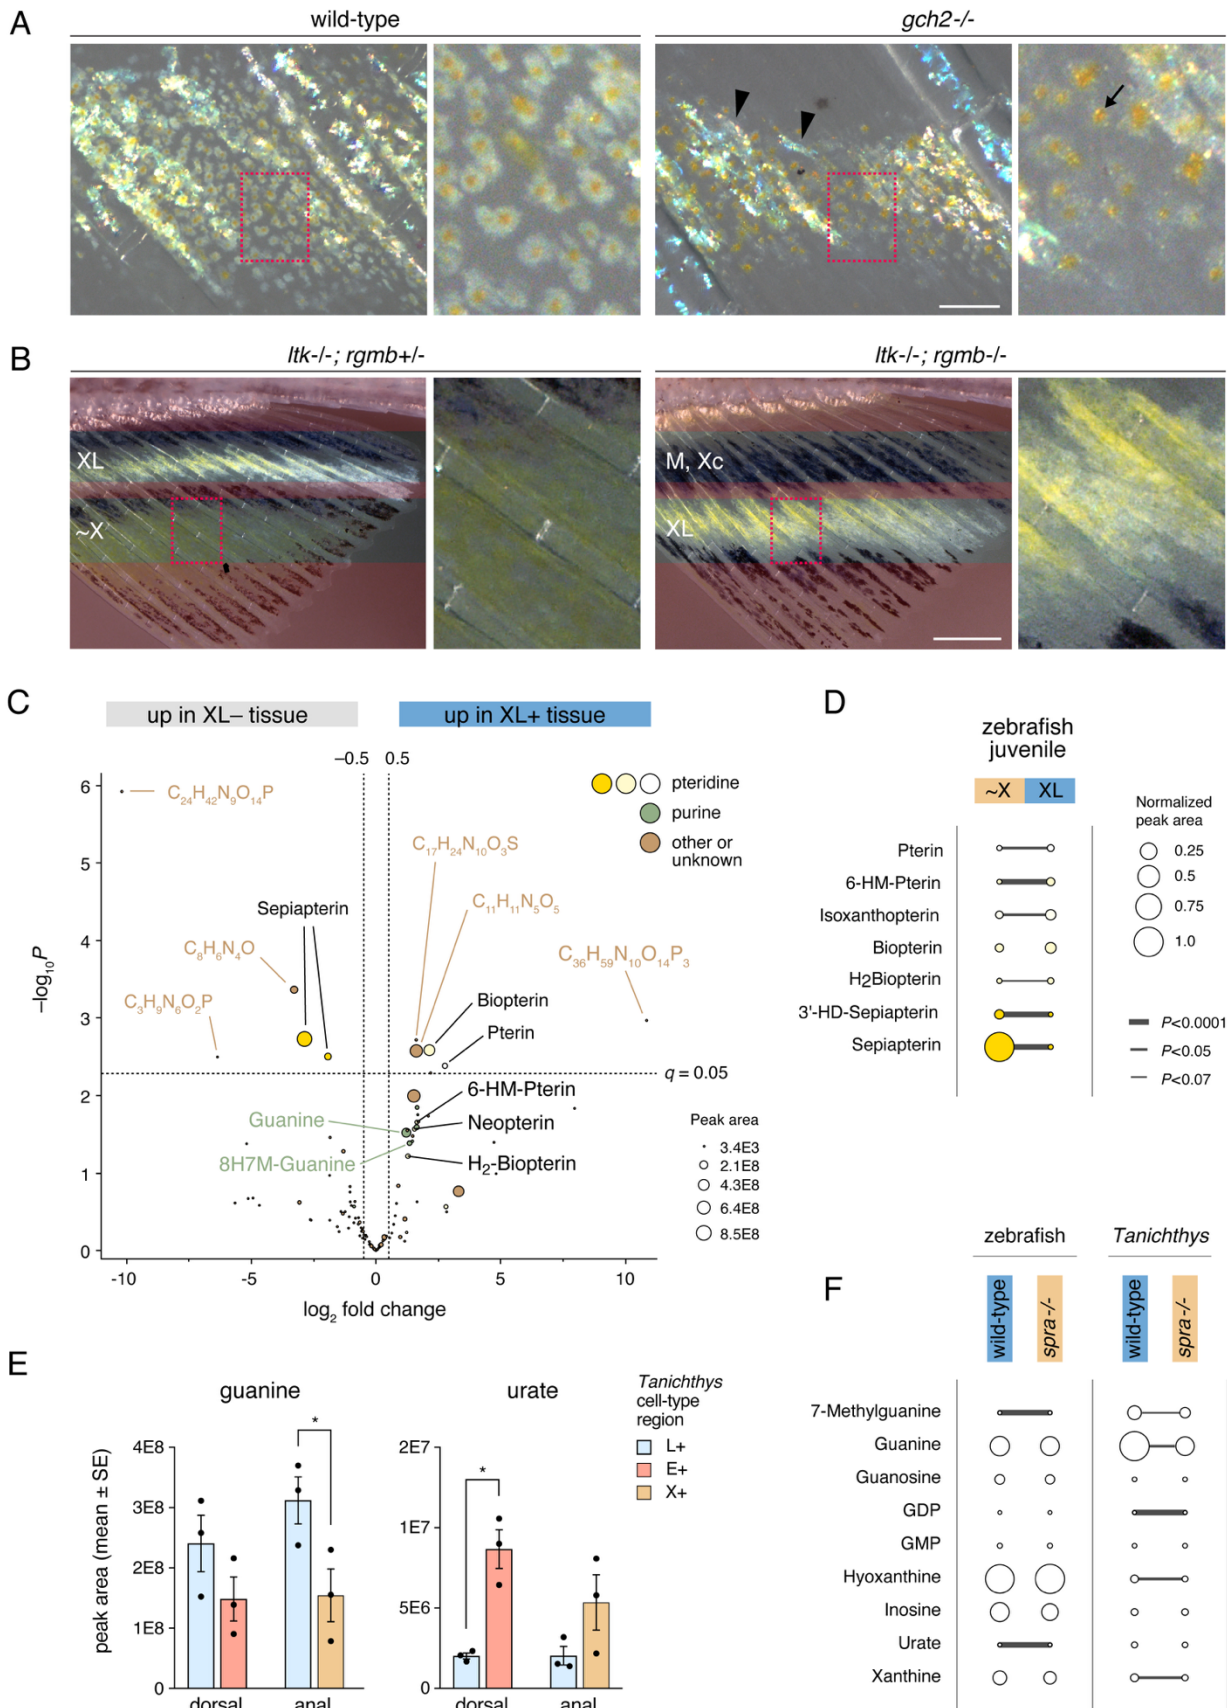 A
wild-type
gch2-/-
B
ltk-/-; rgmb+/-
ltk-/-; rgmb-/-
XL
~X
M, Xc
XL
C
up in XL– tissue
up in XL+ tissue
–0.5
0.5
pteridine
purine
other or
unknown
C24H42N9O14P
C17H24N10O3S
C11H11N5O5
Sepiapterin
C8H6N4O
C36H59N10O14P3
C3H9N6O2P
Biopterin
Pterin
q = 0.05
6-HM-Pterin
Guanine
Neopterin
8H7M-Guanine
H2-Biopterin
6
5
4
3
2
1
0
–log10P
-10
-5
0
5
10
log2 fold change
Peak area
3.4E3
2.1E8
4.3E8
6.4E8
8.5E8
D
zebrafish
juvenile
~X
XL
Pterin
6-HM-Pterin
Isoxanthopterin
Biopterin
H2Biopterin
3'-HD-Sepiapterin
Sepiapterin
Normalized
peak area
0.25
0.5
0.75
1.0
P<0.0001
P<0.05
P<0.07
E
guanine
urate
Tanichthys
cell-type
region
L+
E+
X+
peak area (mean ± SE)
4E8
3E8
2E8
1E8
0
*
dorsal
anal
2E7
1E7
5E6
0
*
dorsal
anal
F
zebrafish
Tanichthys
wild-type
spra-/-
wild-type
spra-/-
7-Methylguanine
Guanine
Guanosine
GDP
GMP
Hyoxanthine
Inosine
Urate
Xanthine